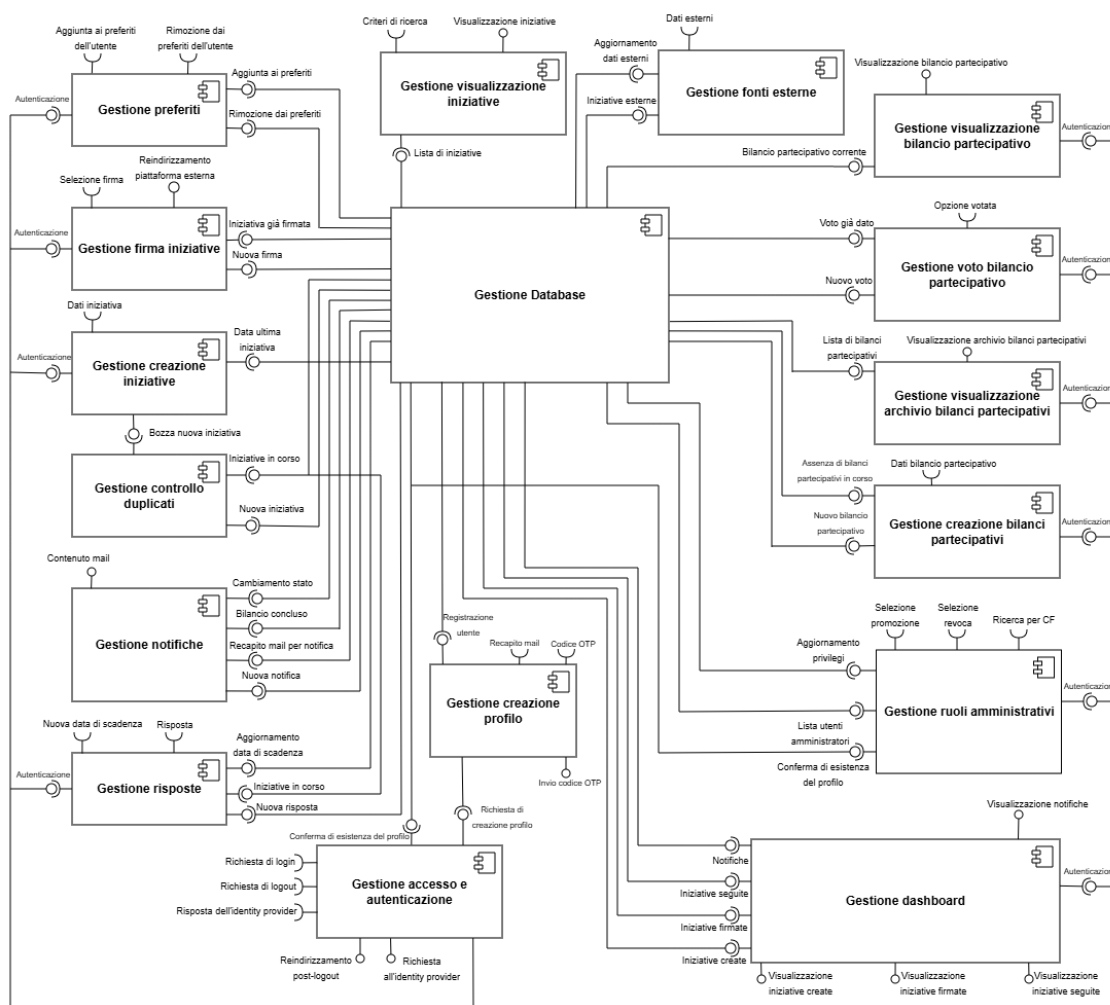 Aggiunta ai preferiti
dell'utente
Rimozione dai
preferiti dell'utente
Autenticazione
Gestione preferiti
Aggiunta ai preferiti
Rimozione dai preferiti
Criteri di ricerca
Visualizzazione iniziative
Gestione visualizzazione
iniziative
Lista di iniziative
Dati esterni
Aggiornamento
dati esterni
Iniziative esterne
Gestione fonti esterne
Visualizzazione bilancio partecipativo
Gestione visualizzazione
bilancio partecipativo
Bilancio partecipativo corrente
Autenticazione
Selezione firma
Reindirizzamento
piattaforma esterna
Autenticazione
Gestione firma iniziative
Iniziativa già firmata
Nuova firma
Gestione Database
Opzione votata
Voto già dato
Nuovo voto
Gestione voto bilancio
partecipativo
Autenticazione
Dati iniziativa
Autenticazione
Gestione creazione
iniziative
Data ultima
iniziativa
Bozza nuova iniziativa
Visualizzazione archivio bilanci partecipativi
Lista di bilanci
partecipativi
Gestione visualizzazione
archivio bilanci partecipativi
Autenticazione
Gestione controllo
duplicati
Iniziative in corso
Nuova iniziativa
Dati bilancio partecipativo
Assenza di bilanci
partecipativi in corso
Nuovo bilancio
partecipativo
Gestione creazione bilanci
partecipativi
Autenticazione
Contenuto mail
Gestione notifiche
Cambiamento stato
Bilancio concluso
Recapito mail per notifica
Nuova notifica
Registrazione
utente
Recapito mail
Codice OTP
Gestione creazione
profilo
Invio codice OTP
Richiesta di
creazione profilo
Selezione
promozione
Selezione
revoca
Ricerca per CF
Aggiornamento
privilegi
Lista utenti
amministratori
Conferma di esistenza
del profilo
Gestione ruoli amministrativi
Autenticazione
Nuova data di scadenza
Risposta
Autenticazione
Gestione risposte
Aggiornamento
data di scadenza
Iniziative in corso
Nuova risposta
Conferma di esistenza del profilo
Richiesta di login
Richiesta di logout
Risposta dell'identity provider
Gestione accesso e
autenticazione
Reindirizzamento
post-logout
Richiesta
all'identity provider
Visualizzazione notifiche
Notifiche
Iniziative seguite
Iniziative firmate
Iniziative create
Gestione dashboard
Autenticazione
Visualizzazione
iniziative create
Visualizzazione
iniziative firmate
Visualizzazione
iniziative seguite